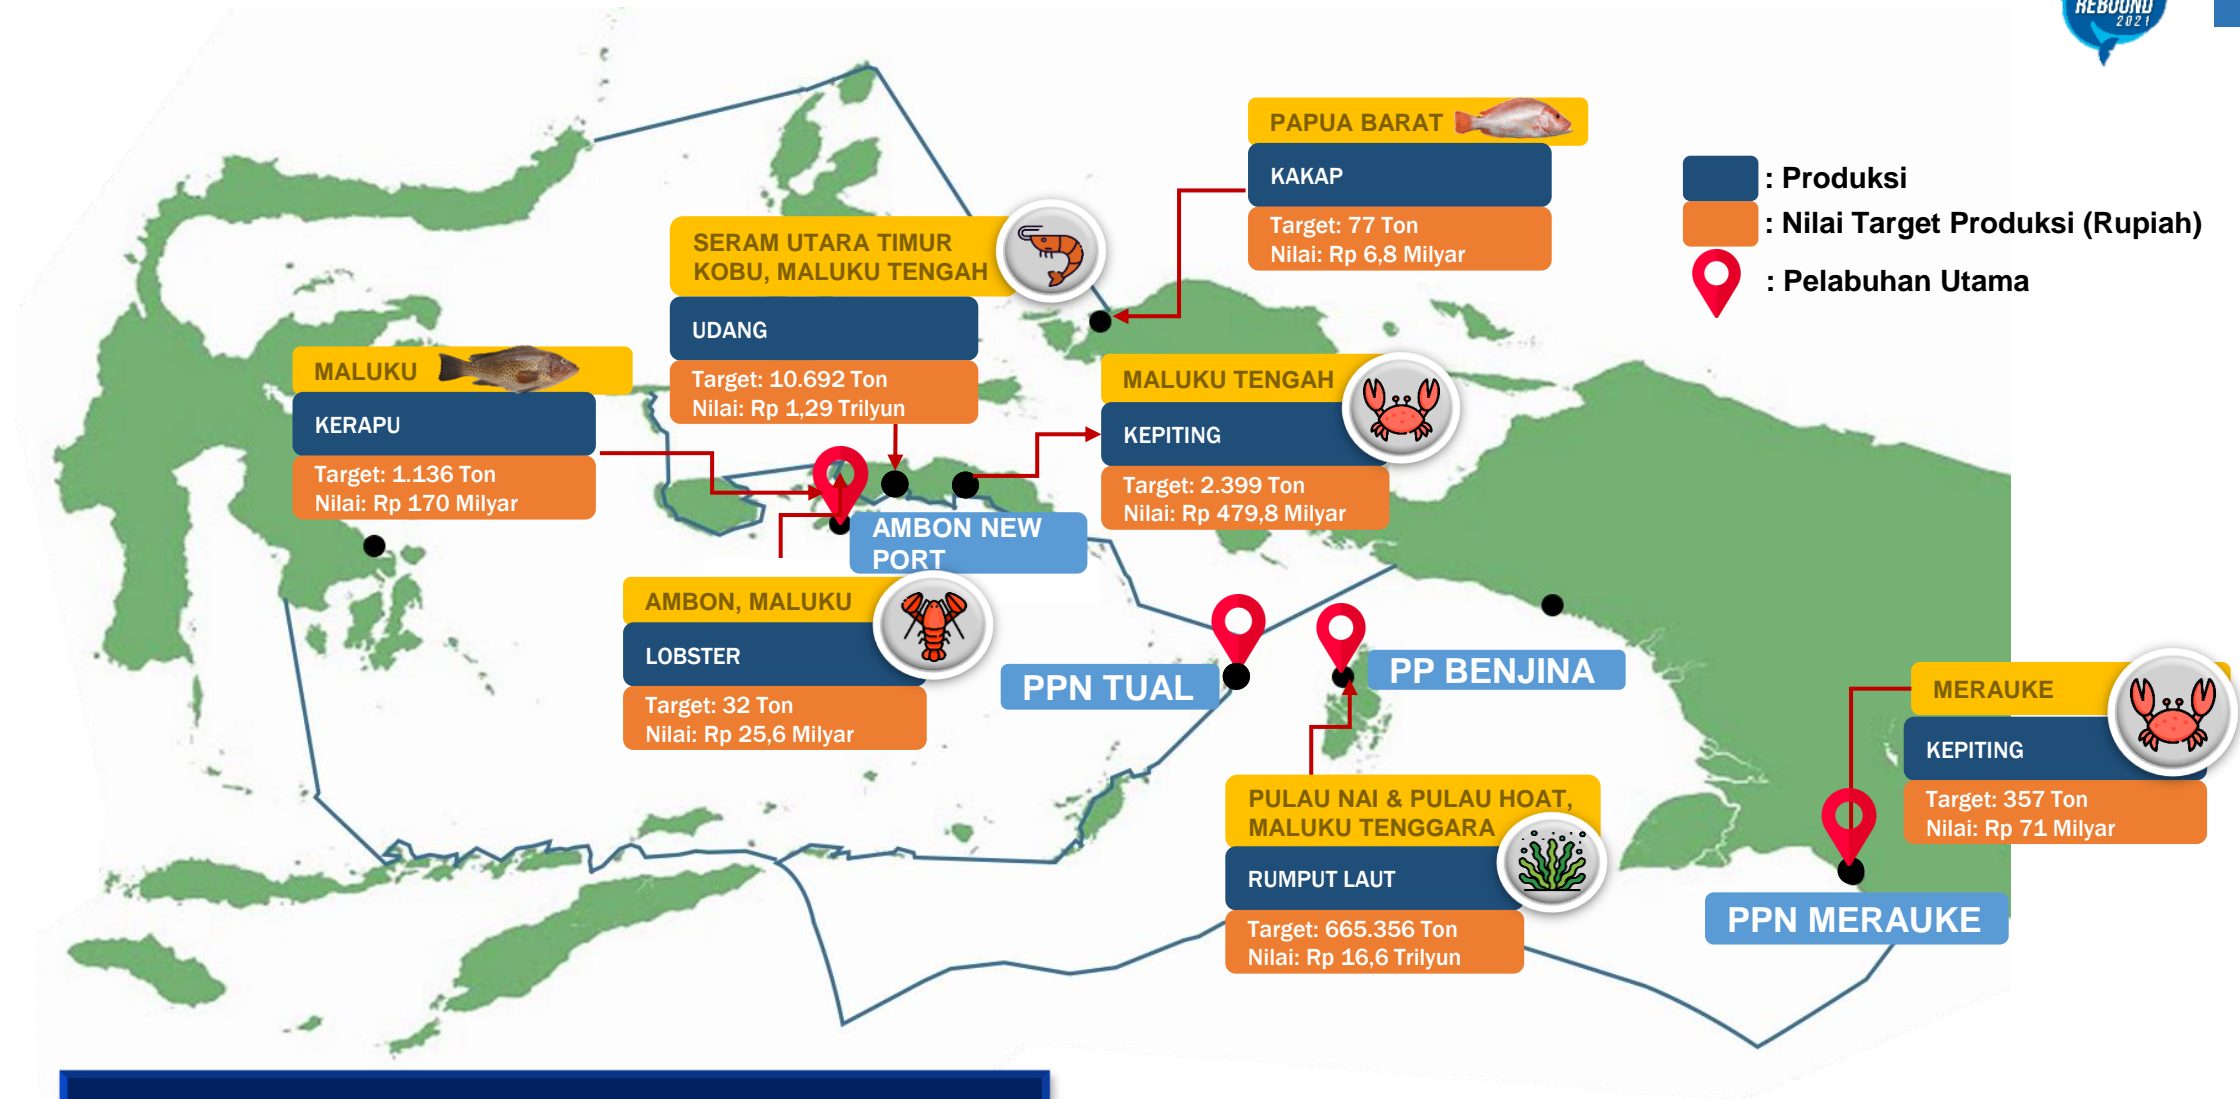 REBOUND
2021
PAPUA BARAT
KAKAP
Target: 77 Ton
Nilai: Rp 6,8 Milyar
: Produksi
: Nilai Target Produksi (Rupiah)
: Pelabuhan Utama
SERAM UTARA TIMUR
KOBU, MALUKU TENGAH
UDANG
Target: 10.692 Ton
Nilai: Rp 1,29 Trilyun
MALUKU
KERAPU
Target: 1.136 Ton
Nilai: Rp 170 Milyar
MALUKU TENGAH
KEPITING
Target: 2.399 Ton
Nilai: Rp 479,8 Milyar
AMBON NEW
PORT
AMBON, MALUKU
LOBSTER
Target: 32 Ton
Nilai: Rp 25,6 Milyar
PPN TUAL
PP BENJINA
MERAUKE
KEPITING
Target: 357 Ton
Nilai: Rp 71 Milyar
PULAU NAI & PULAU HOAT,
MALUKU TENGGARA
RUMPUT LAUT
Target: 665.356 Ton
Nilai: Rp 16,6 Trilyun
PPN MERAUKE